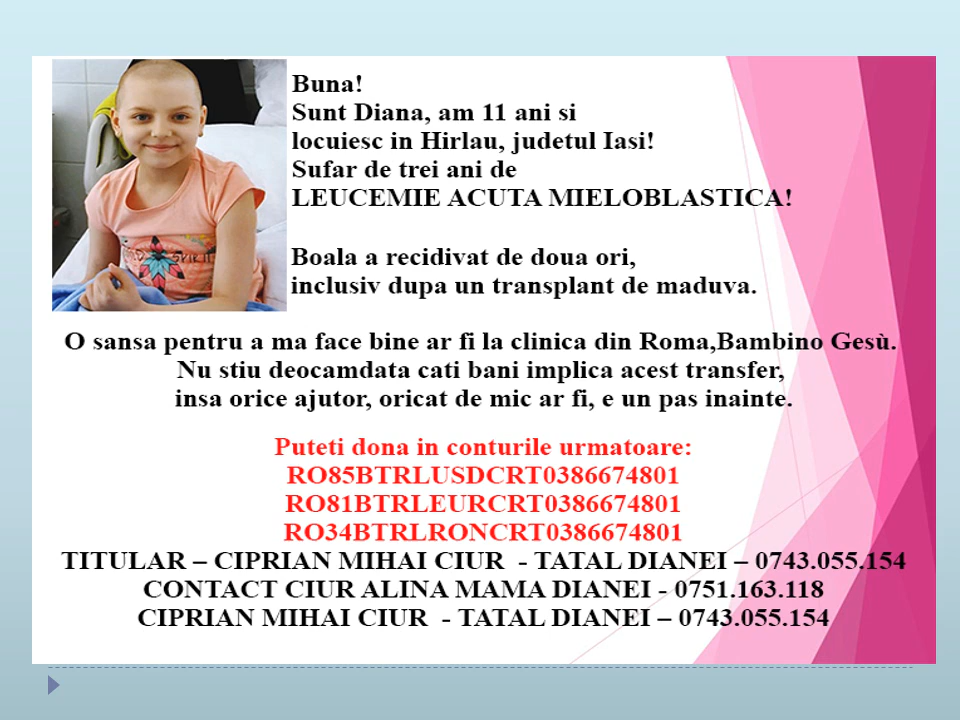 Buna!
Sunt Diana, am 11 ani si
locuiesc in Hirlau, judetul Iasi!
Sufar de trei ani de
LEUCEMIE ACUTA MIELOBLASTICA!
Boala a recidivat de doua ori,
inclusiv dupa un transplant de maduva.
O sansa pentru a ma face bine ar fi la clinica din Roma,Bambino Gesù.
Nu stiu deocamdata cati bani implica acest transfer,
insa orice ajutor, oricat de mic ar fi, e un pas inainte.
Puteti dona in conturile urmatoare:
RO85BTRLUSDCRT0386674801
RO81BTRLEURCRT0386674801
RO34BTRLRONCRT0386674801
TITULAR – CIPRIAN MIHAI CIUR - TATAL DIANEI – 0743.055.154
CONTACT CIUR ALINA MAMA DIANEI - 0751.163.118
CIPRIAN MIHAI CIUR - TATAL DIANEI – 0743.055.154